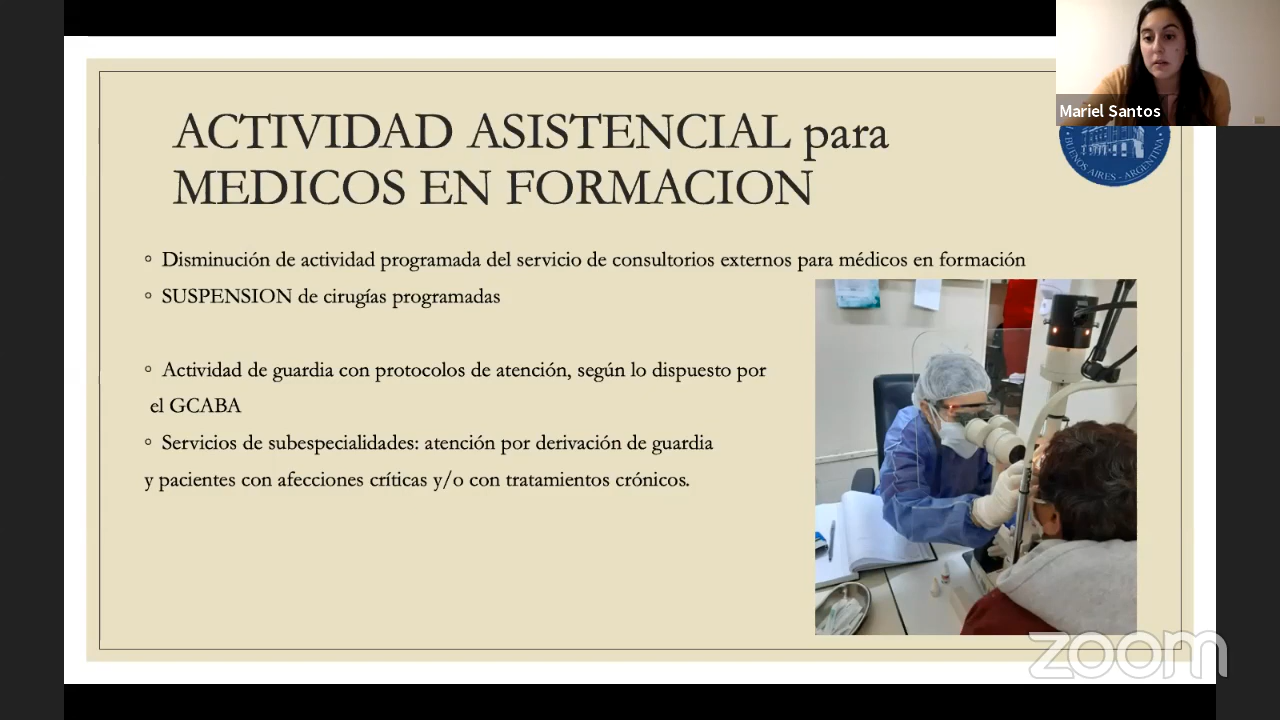 Mariel Santos
BUENOS AIRES - ARGENTINA
ACTIVIDAD ASISTENCIAL para
MEDICOS EN FORMACION
◦ Disminución de actividad programada del servicio de consultorios externos para médicos en formación
◦ SUSPENSION de cirugías programadas
◦ Actividad de guardia con protocolos de atención, según lo dispuesto por
el GCABA
◦ Servicios de subespecialidades: atención por derivación de guardia
y pacientes con afecciones críticas y/o con tratamientos crónicos.
zoom